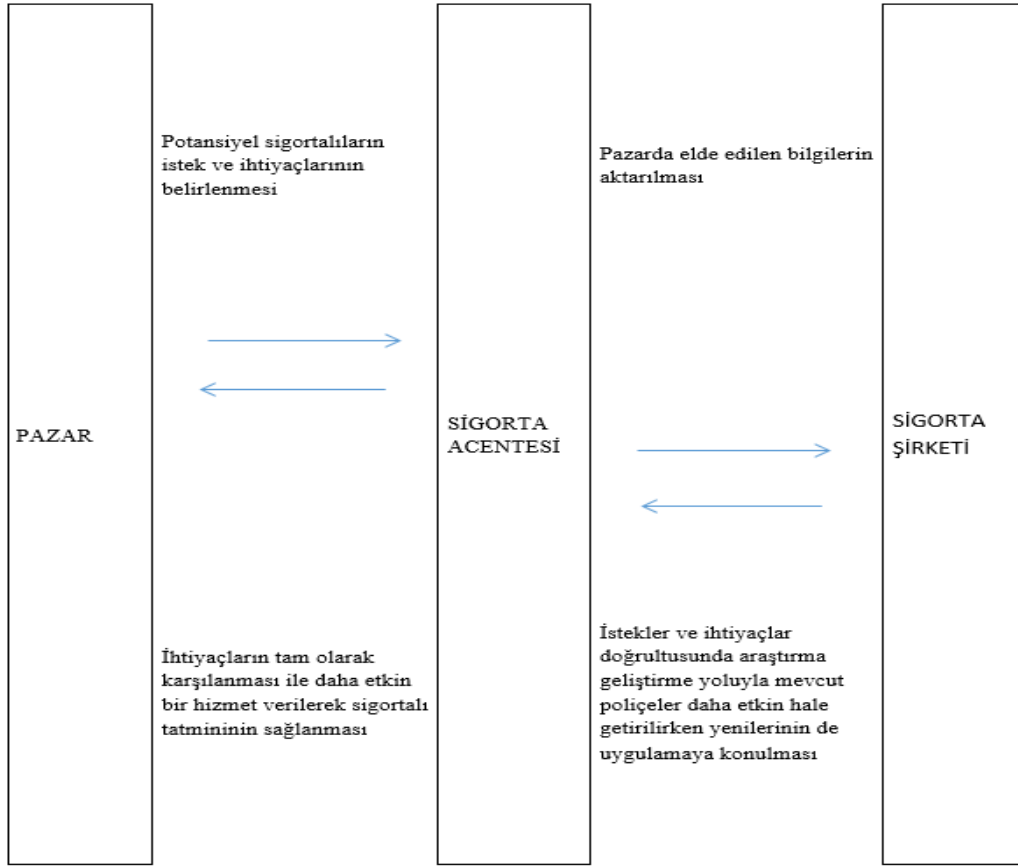 Potansiyel sigortalıların
istek ve ihtiyaçlarının
belirlenmesi
Pazarda elde edilen bilgilerin
aktarılması
PAZAR
SİGORTA
ACENTESİ
SİGORTA
ŞİRKETİ
İhtiyaçların tam olarak
karşılanması ile daha etkin
bir hizmet verilerek sigortalı
tatmininin sağlanması
İstekler ve ihtiyaçlar
doğrultusunda araştırma
geliştirme yoluyla mevcut
poliçeler daha etkin hale
getirilirken yenilerinin de
uygulamaya konulması